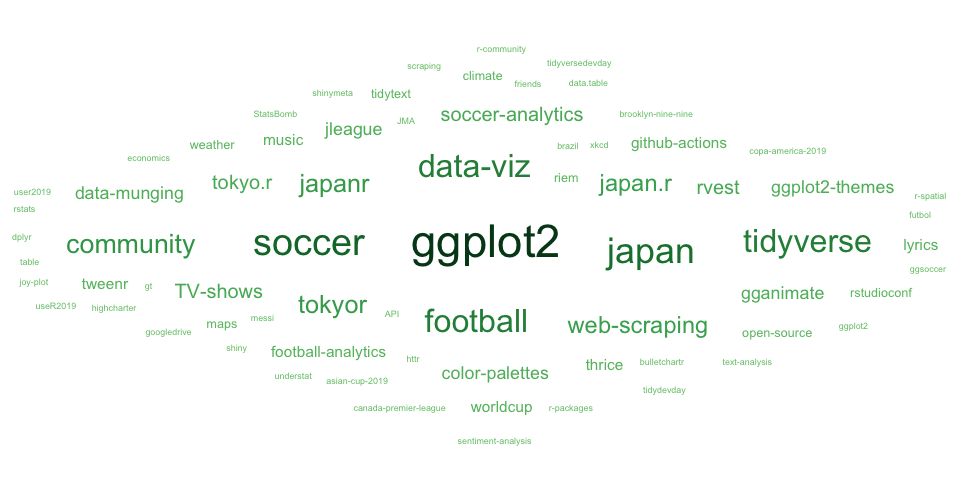 r-community
tidyversedevday
scraping
climate
friends
data.table
shinymeta
tidytext
StatsBomb
JMA
soccer-analytics
brooklyn-nine-nine
jleague
music
weather
brazil
xkcd
github-actions
copa-america-2019
economics
data-viz
riem
japan.r
rvest
ggplot2-themes
user2019
data-munging
tokyo.r
japanr
r-spatial
rstats
futbol
dplyr
community
soccer
ggplot2
japan
tidyverse
lyrics
table
ggsoccer
joy-plot
tweenr
gt
TV-shows
gganimate
rstudioconf
useR2019
highcharter
tokyor
API
football
web-scraping
googledrive
maps
messi
open-source
ggplot2
shiny
football-analytics
httr
thrice
bulletchartr
text-analysis
understat
asian-cup-2019
color-palettes
tidydevday
canada-premier-league
worldcup
r-packages
sentiment-analysis